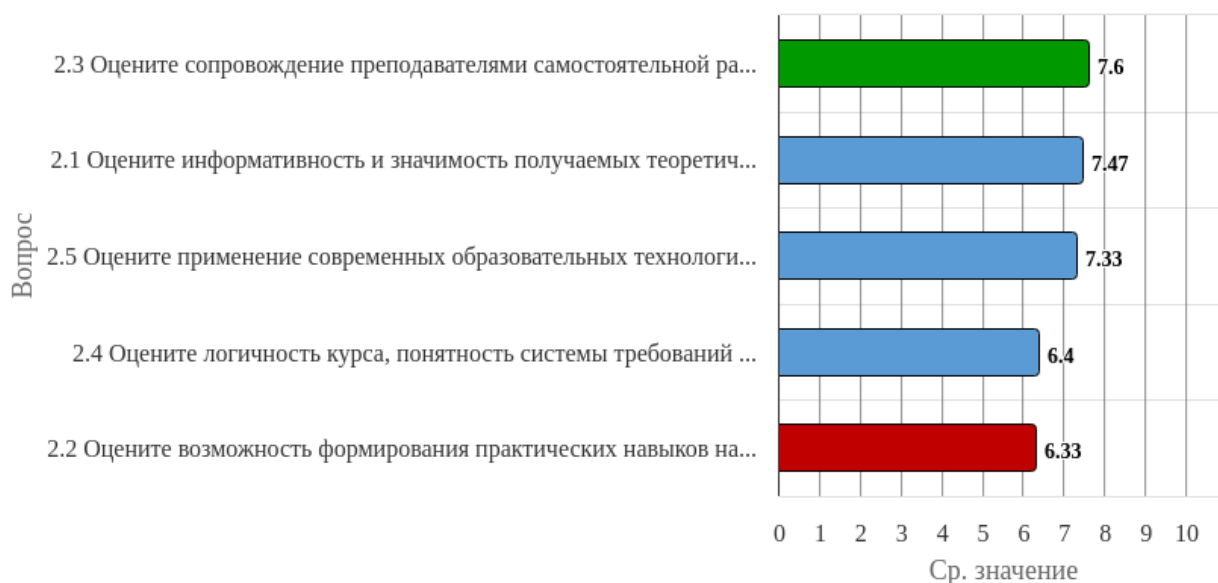 2.3 Оцените сопровождение преподавателями самостоятельной ра...
7.6
2.1 Оцените информативность и значимость получаемых теоретич...
7.47
2.5 Оцените применение современных образовательных технологи...
7.33
2.4 Оцените логичность курса, понятность системы требований ...
6.4
2.2 Оцените возможность формирования практических навыков на...
6.33
Вопрос
0 1 2 3 4 5 6 7 8 9 10
Ср. значение